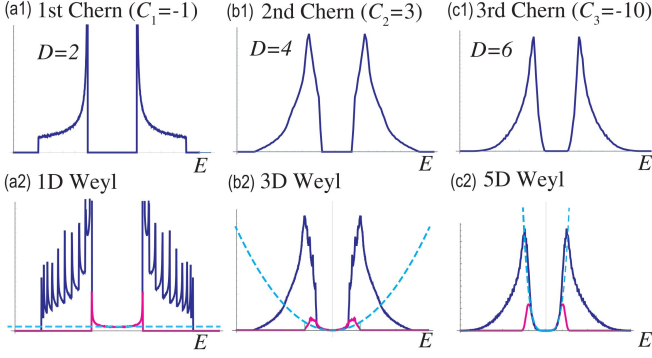 (a1) 1st Chern (C₁=-1)
D=2
E
(b1) 2nd Chern (C₂=3)
D=4
E
(c1) 3rd Chern (C₃=-10)
D=6
E
(a2) 1D Weyl
E
(b2) 3D Weyl
E
(c2) 5D Weyl
E